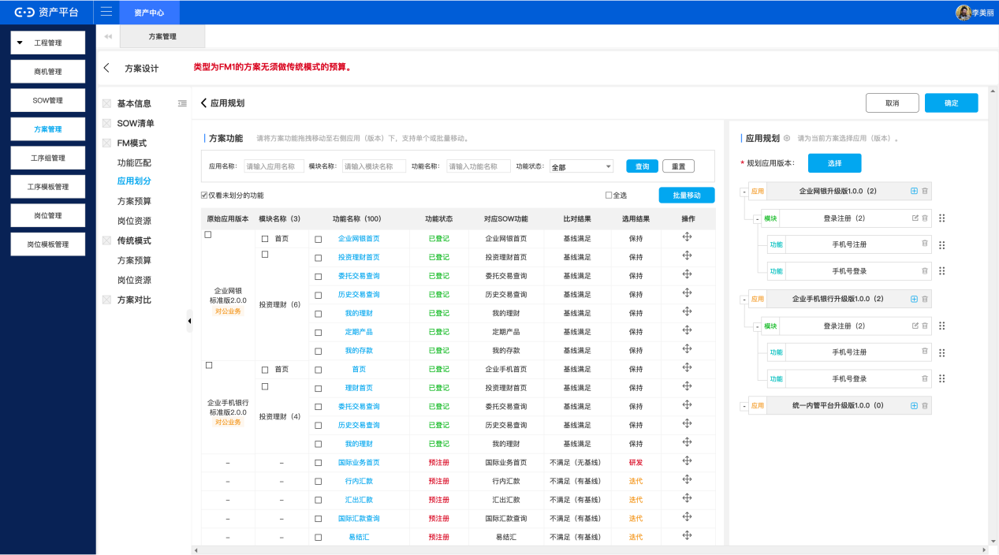 资产平台
资产中心
李美丽
工程管理
商机管理
SOW管理
方案管理
工序组管理
工序模板管理
岗位管理
岗位模板管理
方案管理
方案设计
类型为FM1的方案无须做传统模式的预算。
基本信息
SOW清单
FM模式
功能匹配
应用划分
方案预算
岗位资源
传统模式
方案预算
岗位资源
方案对比
应用规划
取消 确定
方案功能 请将方案功能拖拽移动至右侧应用（版本）下，支持单个或批量移动。
应用名称： 请输入应用名称 模块名称： 请输入模块名称 功能名称： 请输入功能名称 功能状态： 全部 查询 重置
仅看未划分的功能 全选 批量移动
原始应用版本 模块名称（3） 功能名称（100） 功能状态 对应SOW功能 比对结果 选用结果 操作
企业网银
标准版2.0.0
对公业务
首页 企业网银首页 已登记 企业网银首页 基线满足 保持
投资理财（6）
投资理财首页 已登记 投资理财首页 基线满足 保持
委托交易查询 已登记 委托交易查询 基线满足 保持
历史交易查询 已登记 历史交易查询 基线满足 保持
我的理财 已登记 我的理财 基线满足 保持
定期产品 已登记 定期产品 基线满足 保持
我的存款 已登记 我的存款 基线满足 保持
企业手机银行
标准版2.0.0
对公业务
首页 首页 已登记 企业手机首页 基线满足 保持
投资理财（4）
理财首页 已登记 投资理财首页 基线满足 保持
委托交易查询 已登记 委托交易查询 基线满足 保持
历史交易查询 已登记 历史交易查询 基线满足 保持
我的理财 已登记 我的理财 基线满足 保持
– – 国际业务首页 预注册 国际业务首页 不满足（无基线） 研发
– – 行内汇款 预注册 行内汇款 不满足（有基线） 迭代
– – 汇出汇款 预注册 汇出汇款 不满足（有基线） 迭代
– – 国际汇款查询 预注册 国际汇款查询 不满足（有基线） 迭代
– – 易结汇 预注册 易结汇 不满足（有基线） 迭代
应用规划 请为当前方案选择应用（版本）。
* 规划应用版本： 选择
- 应用 企业网银升级版1.0.0（2）
- 模块 登录注册（2）
功能 手机号注册
功能 手机号登录
- 应用 企业手机银行升级版1.0.0（2）
- 模块 登录注册（2）
功能 手机号注册
功能 手机号登录
- 应用 统一内管平台升级版1.0.0（0）